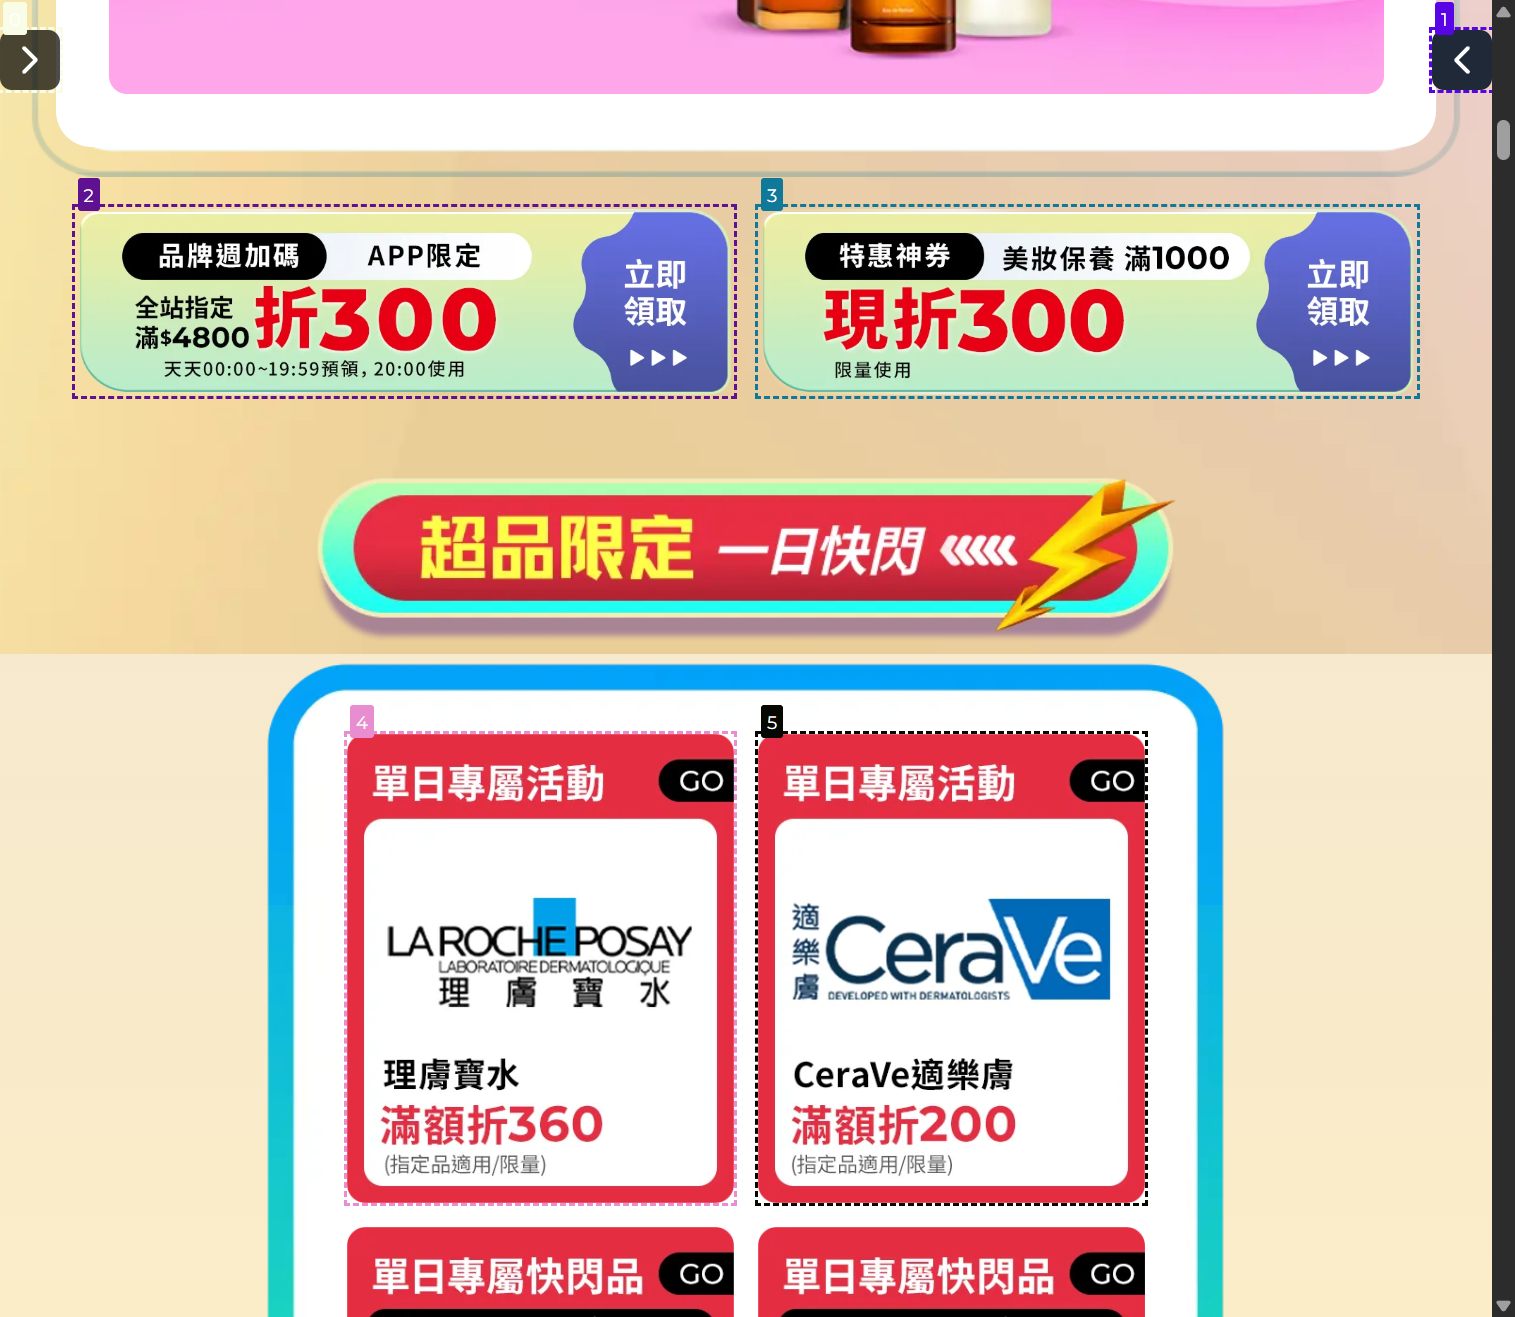 0
1
2
3
品牌週加碼 APP限定
全站指定
滿$4800
折300
天天00:00~19:59預領，20:00使用
立即
領取
特惠神券 美妝保養 滿1000
現折300
限量使用
立即
領取
超品限定 一日快閃
4
5
單日專屬活動 GO
LA ROCHE POSAY
LABORATOIRE DERMATOLOGIQUE
理膚寶水
理膚寶水
滿額折360
(指定品適用/限量)
單日專屬活動 GO
適樂膚
CeraVe
DEVELOPED WITH DERMATOLOGISTS
CeraVe適樂膚
滿額折200
(指定品適用/限量)
單日專屬快閃品 GO
單日專屬快閃品 GO